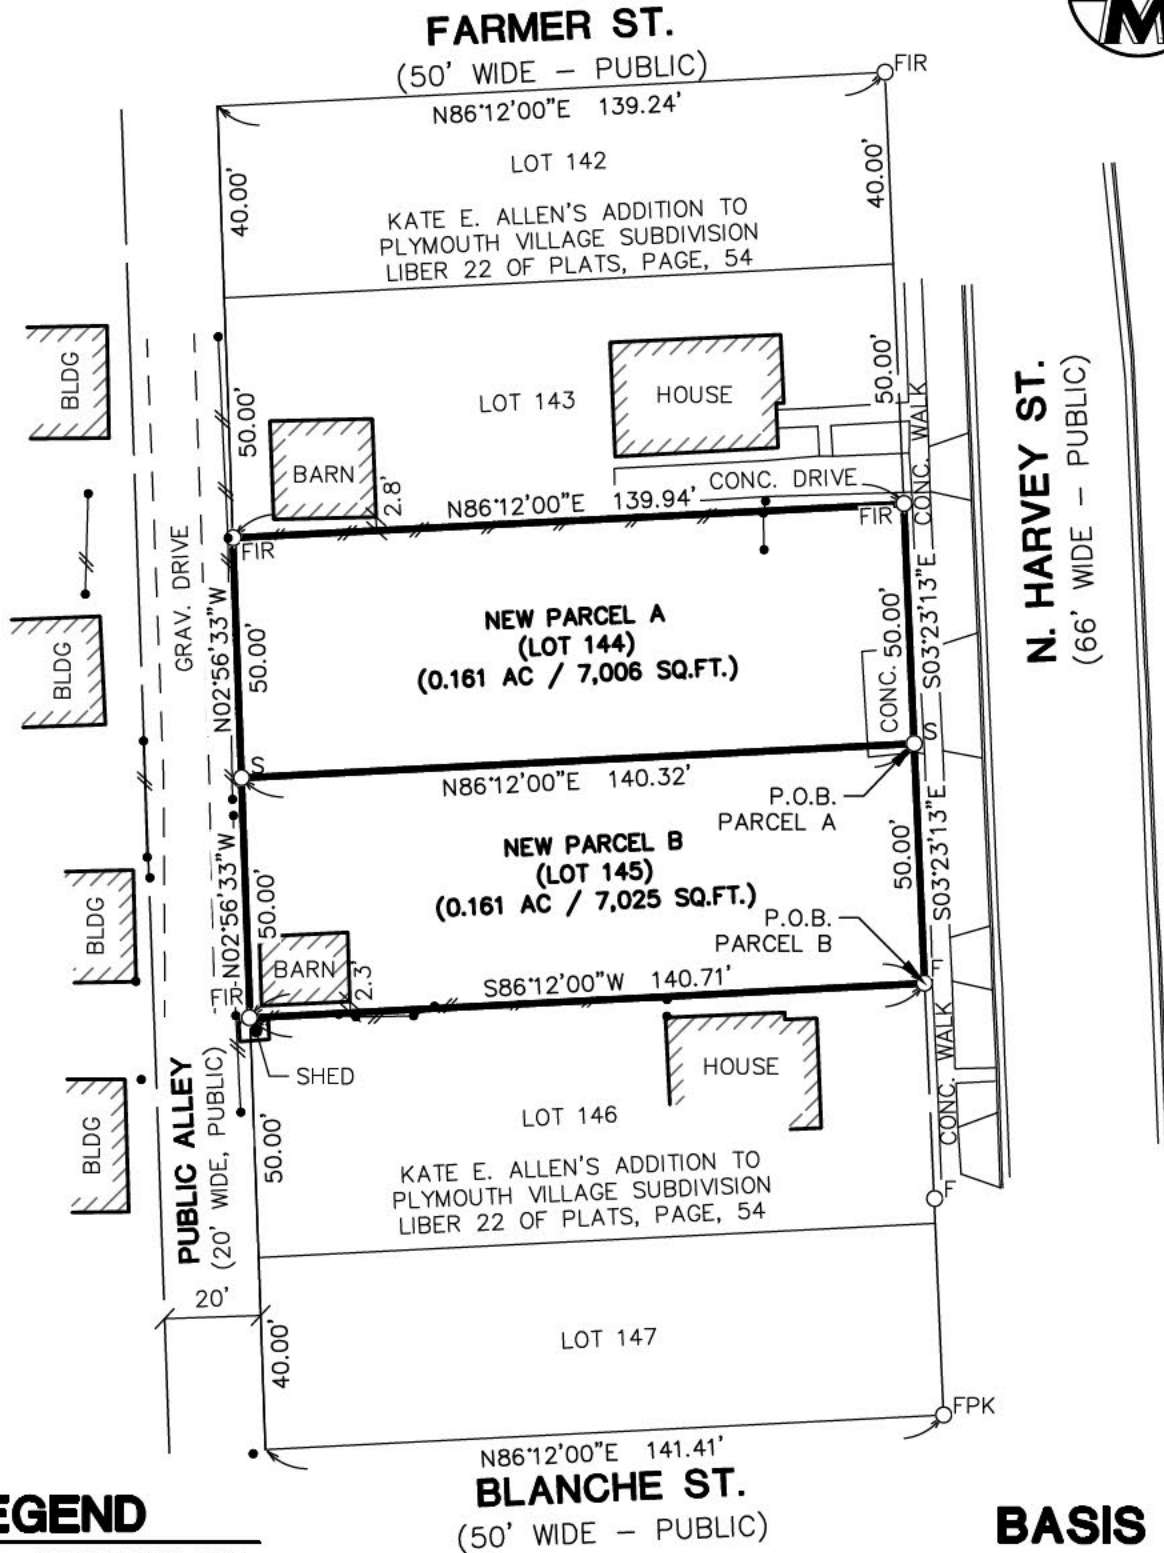 FARMER ST.
(50' WIDE – PUBLIC)
M
FIR
N86°12'00"E 139.24'
LOT 142
40.00'
40.00'
KATE E. ALLEN'S ADDITION TO
PLYMOUTH VILLAGE SUBDIVISION
LIBER 22 OF PLATS, PAGE, 54
BLDG
50.00'
LOT 143
HOUSE
50.00'
CONC. WALK
N. HARVEY ST.
(66' WIDE – PUBLIC)
BARN
2.8'
CONC. DRIVE
N86°12'00"E 139.94'
FIR
FIR
GRAV. DRIVE
N02°56'33"W
50.00'
NEW PARCEL A
(LOT 144)
(0.161 AC / 7,006 SQ.FT.)
CONC.
50.00'
S03°23'13"E
BLDG
S
S
N86°12'00"E 140.32'
P.O.B.
PARCEL A
NEW PARCEL B
(LOT 145)
(0.161 AC / 7,025 SQ.FT.)
N02°56'33"W
50.00'
50.00'
S03°23'13"E
BLDG
P.O.B.
PARCEL B
BARN
2.3'
S86°12'00"W 140.71'
F
FIR
SHED
HOUSE
CONC. WALK
PUBLIC ALLEY
(20' WIDE, PUBLIC)
BLDG
50.00'
LOT 146
KATE E. ALLEN'S ADDITION TO
PLYMOUTH VILLAGE SUBDIVISION
LIBER 22 OF PLATS, PAGE, 54
F
20'
40.00'
LOT 147
FPK
N86°12'00"E 141.41'
BLANCHE ST.
(50' WIDE – PUBLIC)
EGEND
BASIS